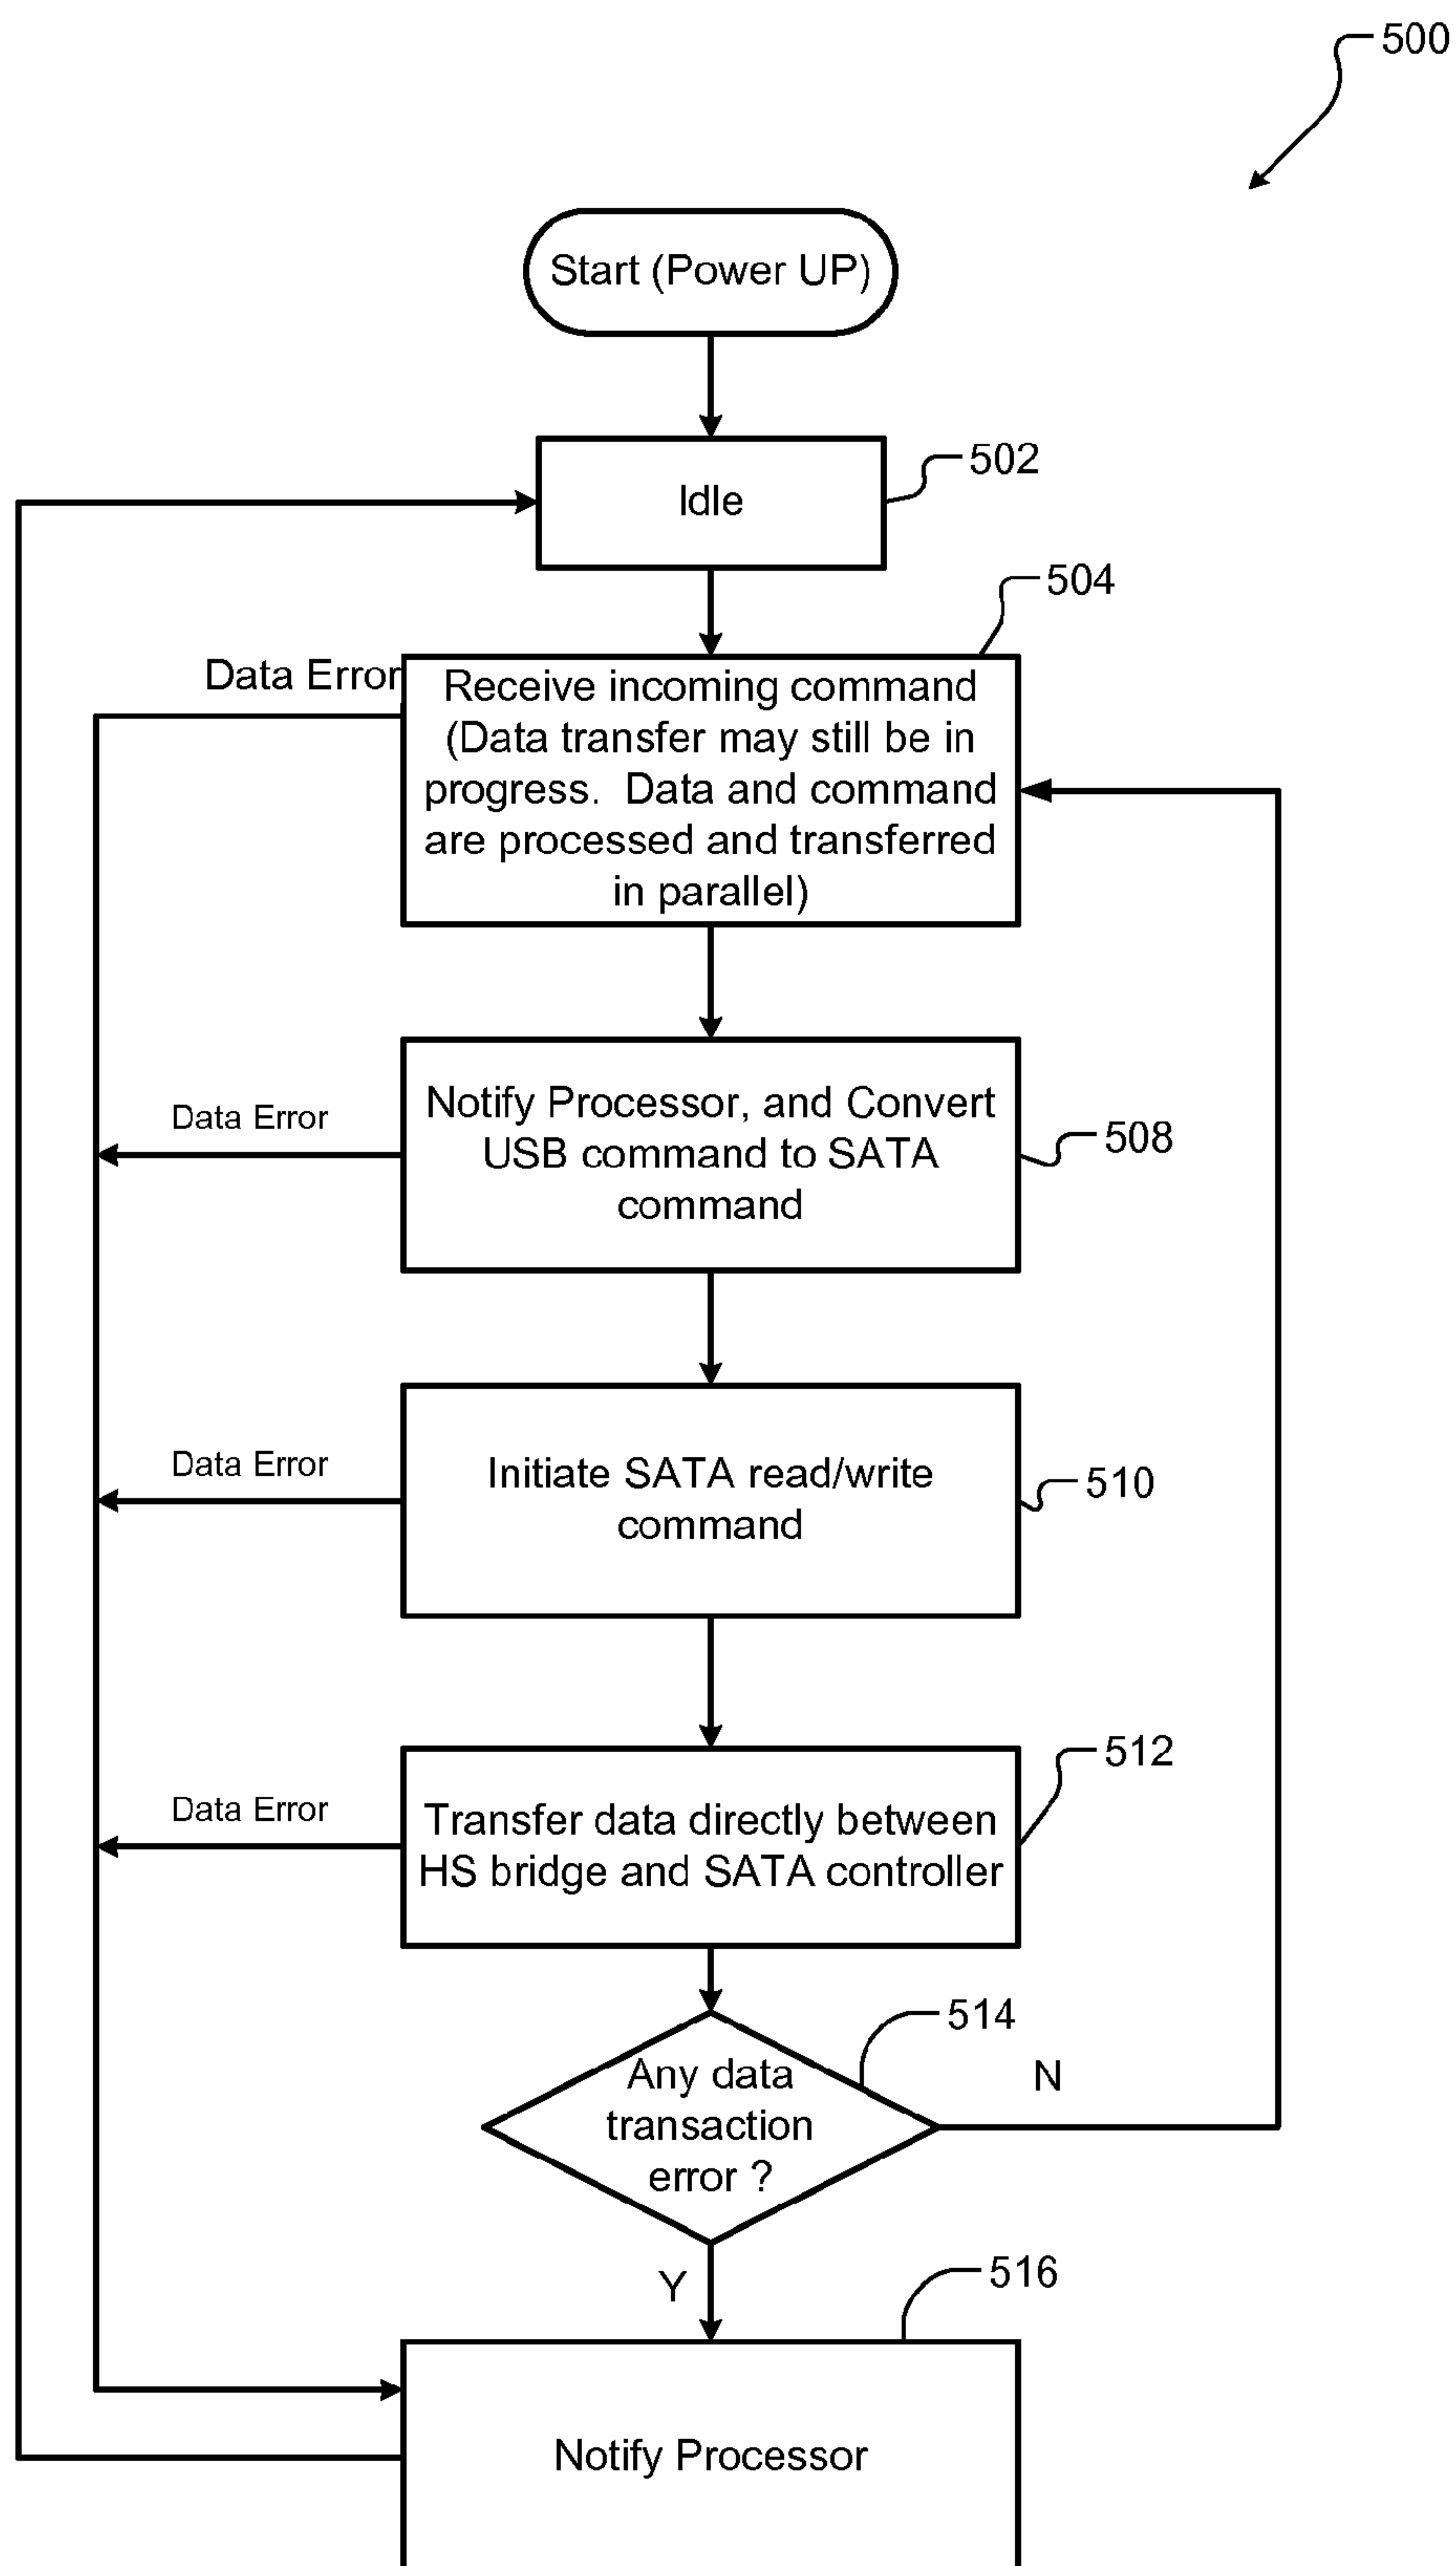 500
Start (Power UP)
502
Idle
504
Data Error
Receive incoming command
(Data transfer may still be in
progress.  Data and command
are processed and transferred
in parallel)
Data Error
Notify Processor, and Convert
USB command to SATA
command
508
Data Error
Initiate SATA read/write
command
510
512
Data Error
Transfer data directly between
HS bridge and SATA controller
514
Any data
transaction
error ?
N
Y
516
Notify Processor